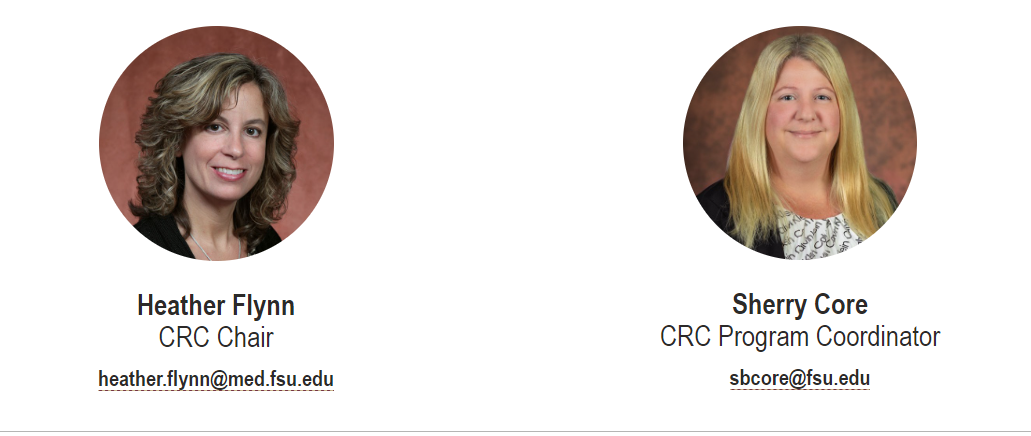 Heather Flynn
CRC Chair
heather.flynn@med.fsu.edu
Sherry Core
CRC Program Coordinator
sbcore@fsu.edu